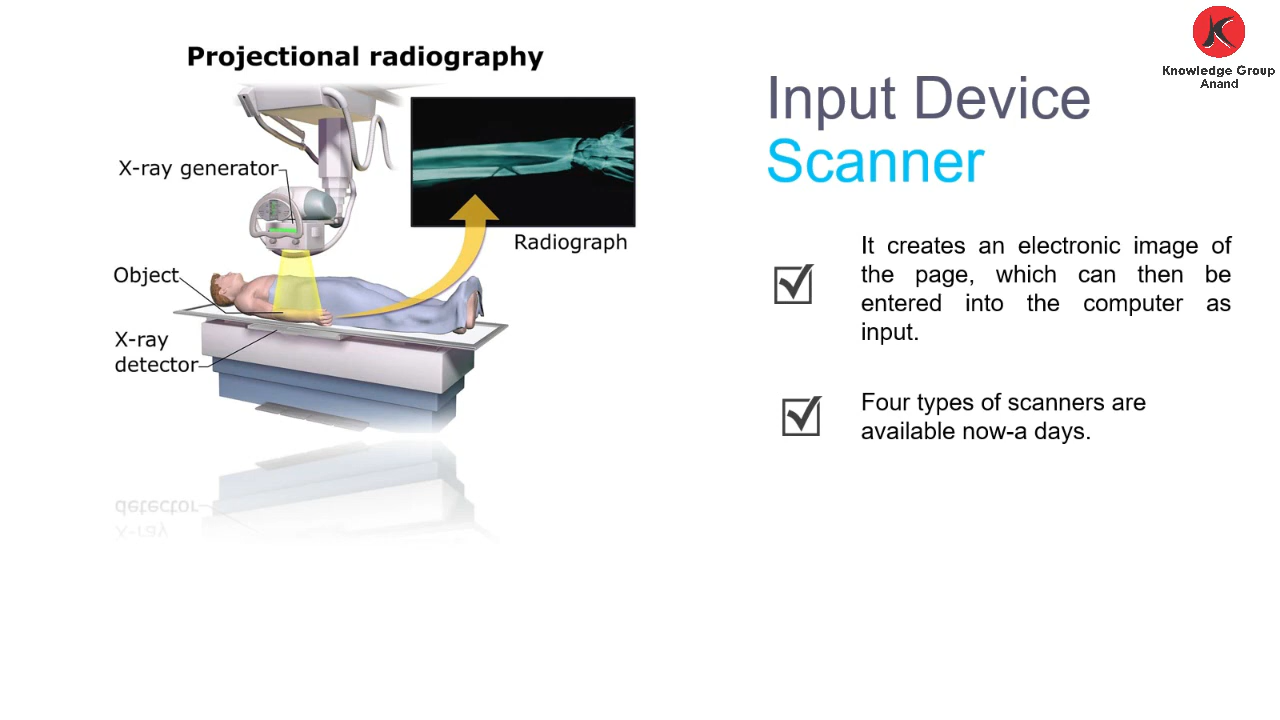 Projectional radiography
X-ray generator
Radiograph
Object
X-ray
detector
Knowledge Group
Anand
Input Device
Scanner
It creates an electronic image of
the page, which can then be
entered into the computer as
input.
Four types of scanners are
available now-a days.
detector
X-ray